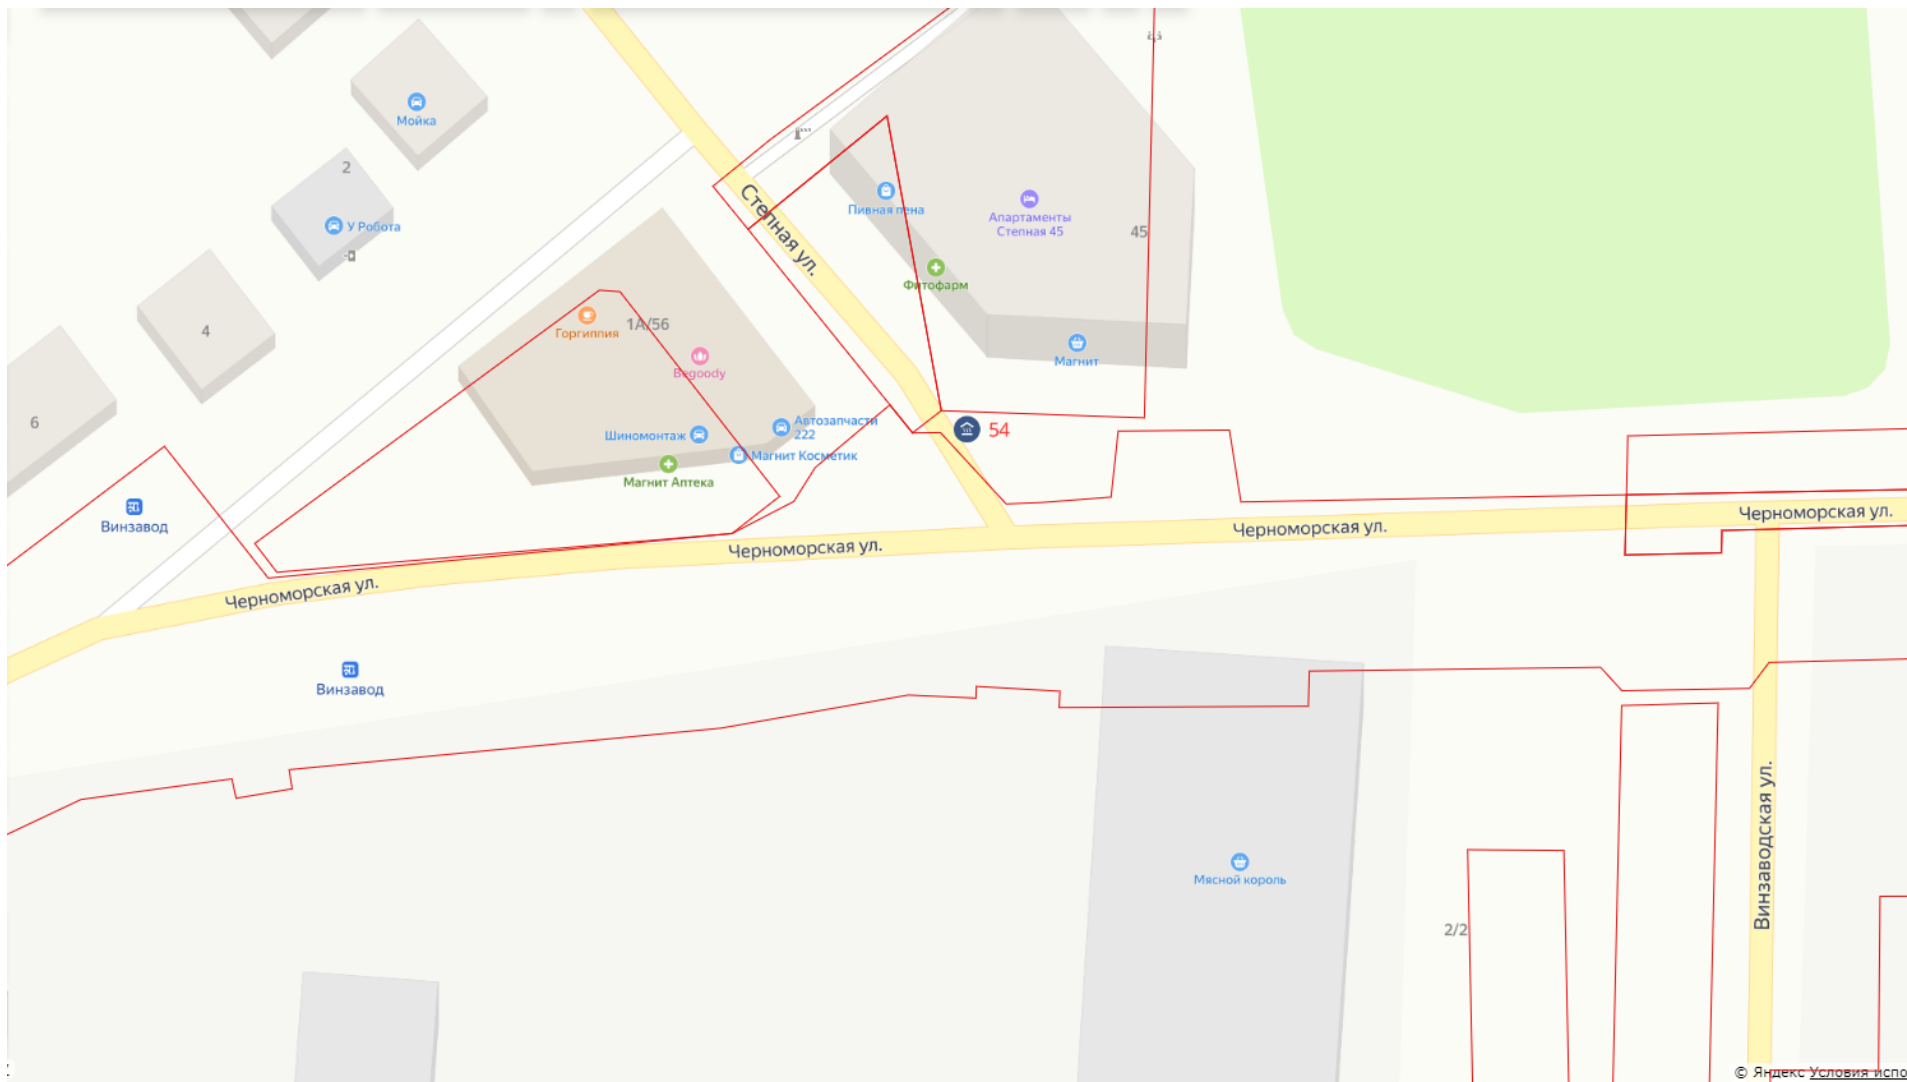 Мойка
2
У Робота
4
6
Степная ул.
Пивная пена
Апартаменты
Степная 45
45
Фитофарм
Магнит
Горгиппия
1А/56
Begoody
Автозапчасти
222
Шиномонтаж
Магнит Косметик
Магнит Аптека
54
Винзавод
Черноморская ул.
Черноморская ул.
Черноморская ул.
Черноморская ул.
Винзавод
Мясной король
2/2
Винзаводская ул.
© Яндекс Условия испо